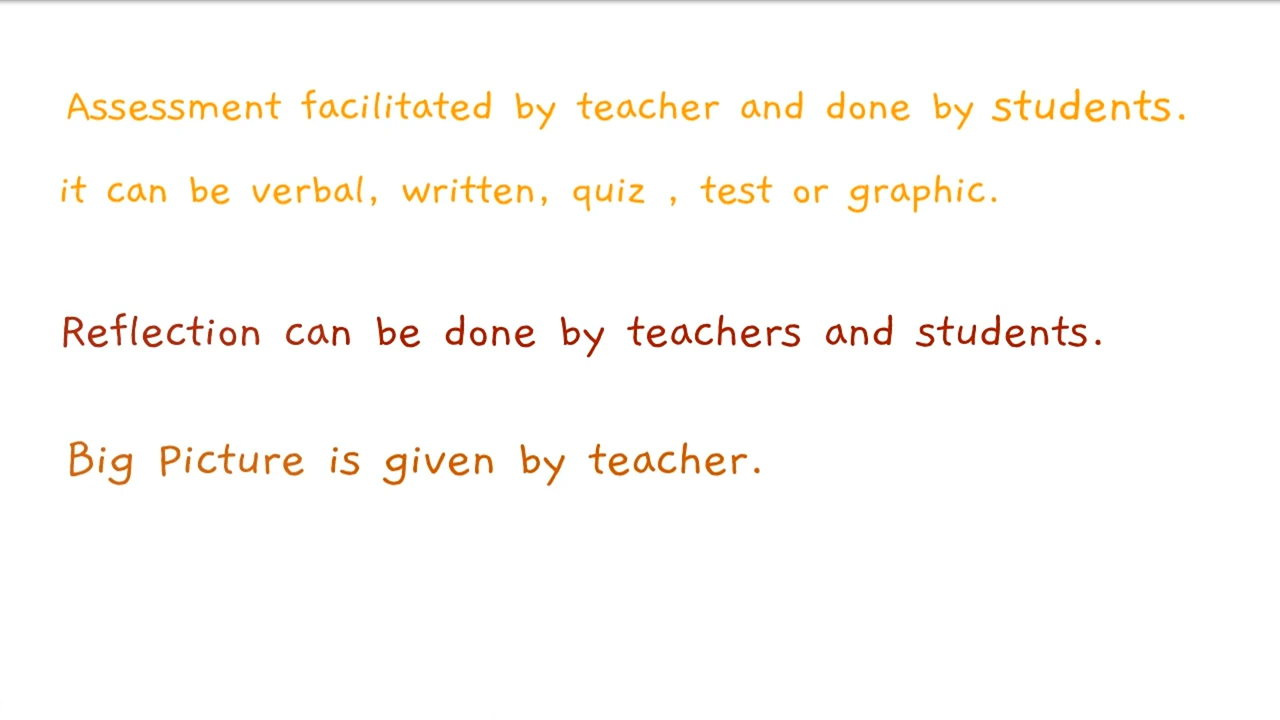 Assessment facilitated by teacher and done by students.
it can be verbal, written, quiz , test or graphic.
Reflection can be done by teachers and students.
Big Picture is given by teacher.